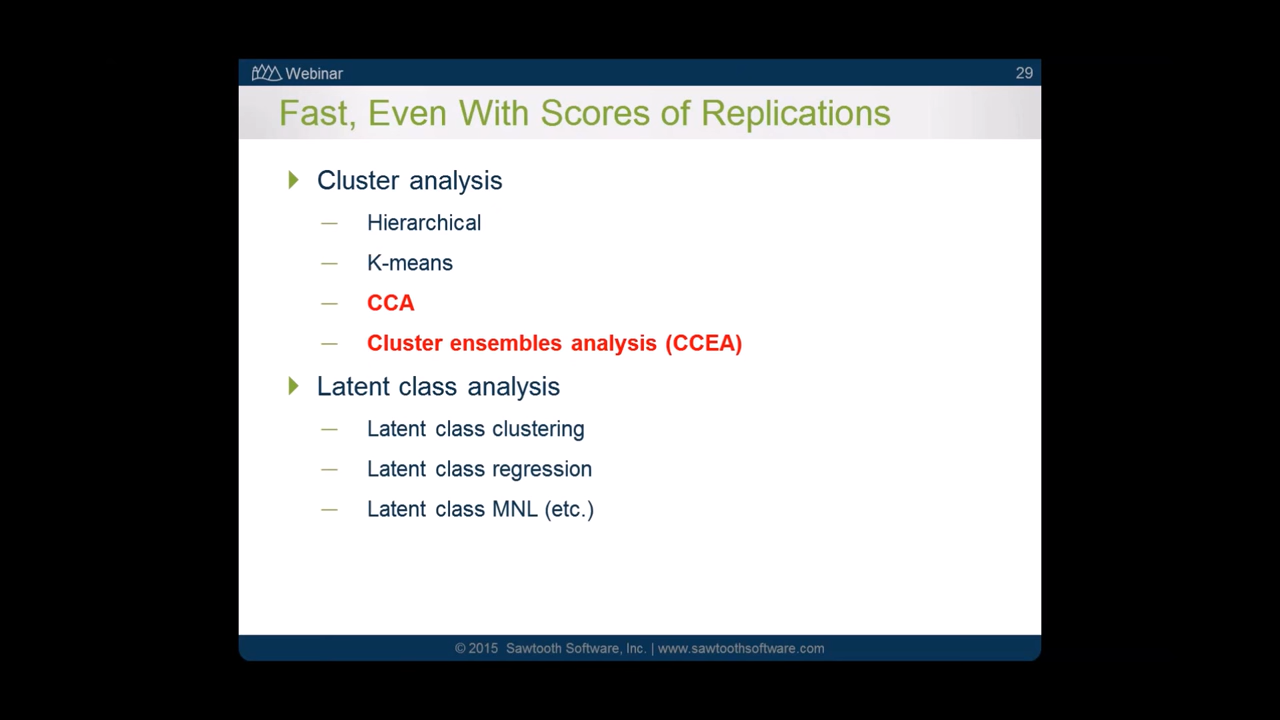 Webinar
29
Fast, Even With Scores of Replications
Cluster analysis
— Hierarchical
— K-means
— CCA
— Cluster ensembles analysis (CCEA)
Latent class analysis
— Latent class clustering
— Latent class regression
— Latent class MNL (etc.)
© 2015 Sawtooth Software, Inc. | www.sawtoothsoftware.com